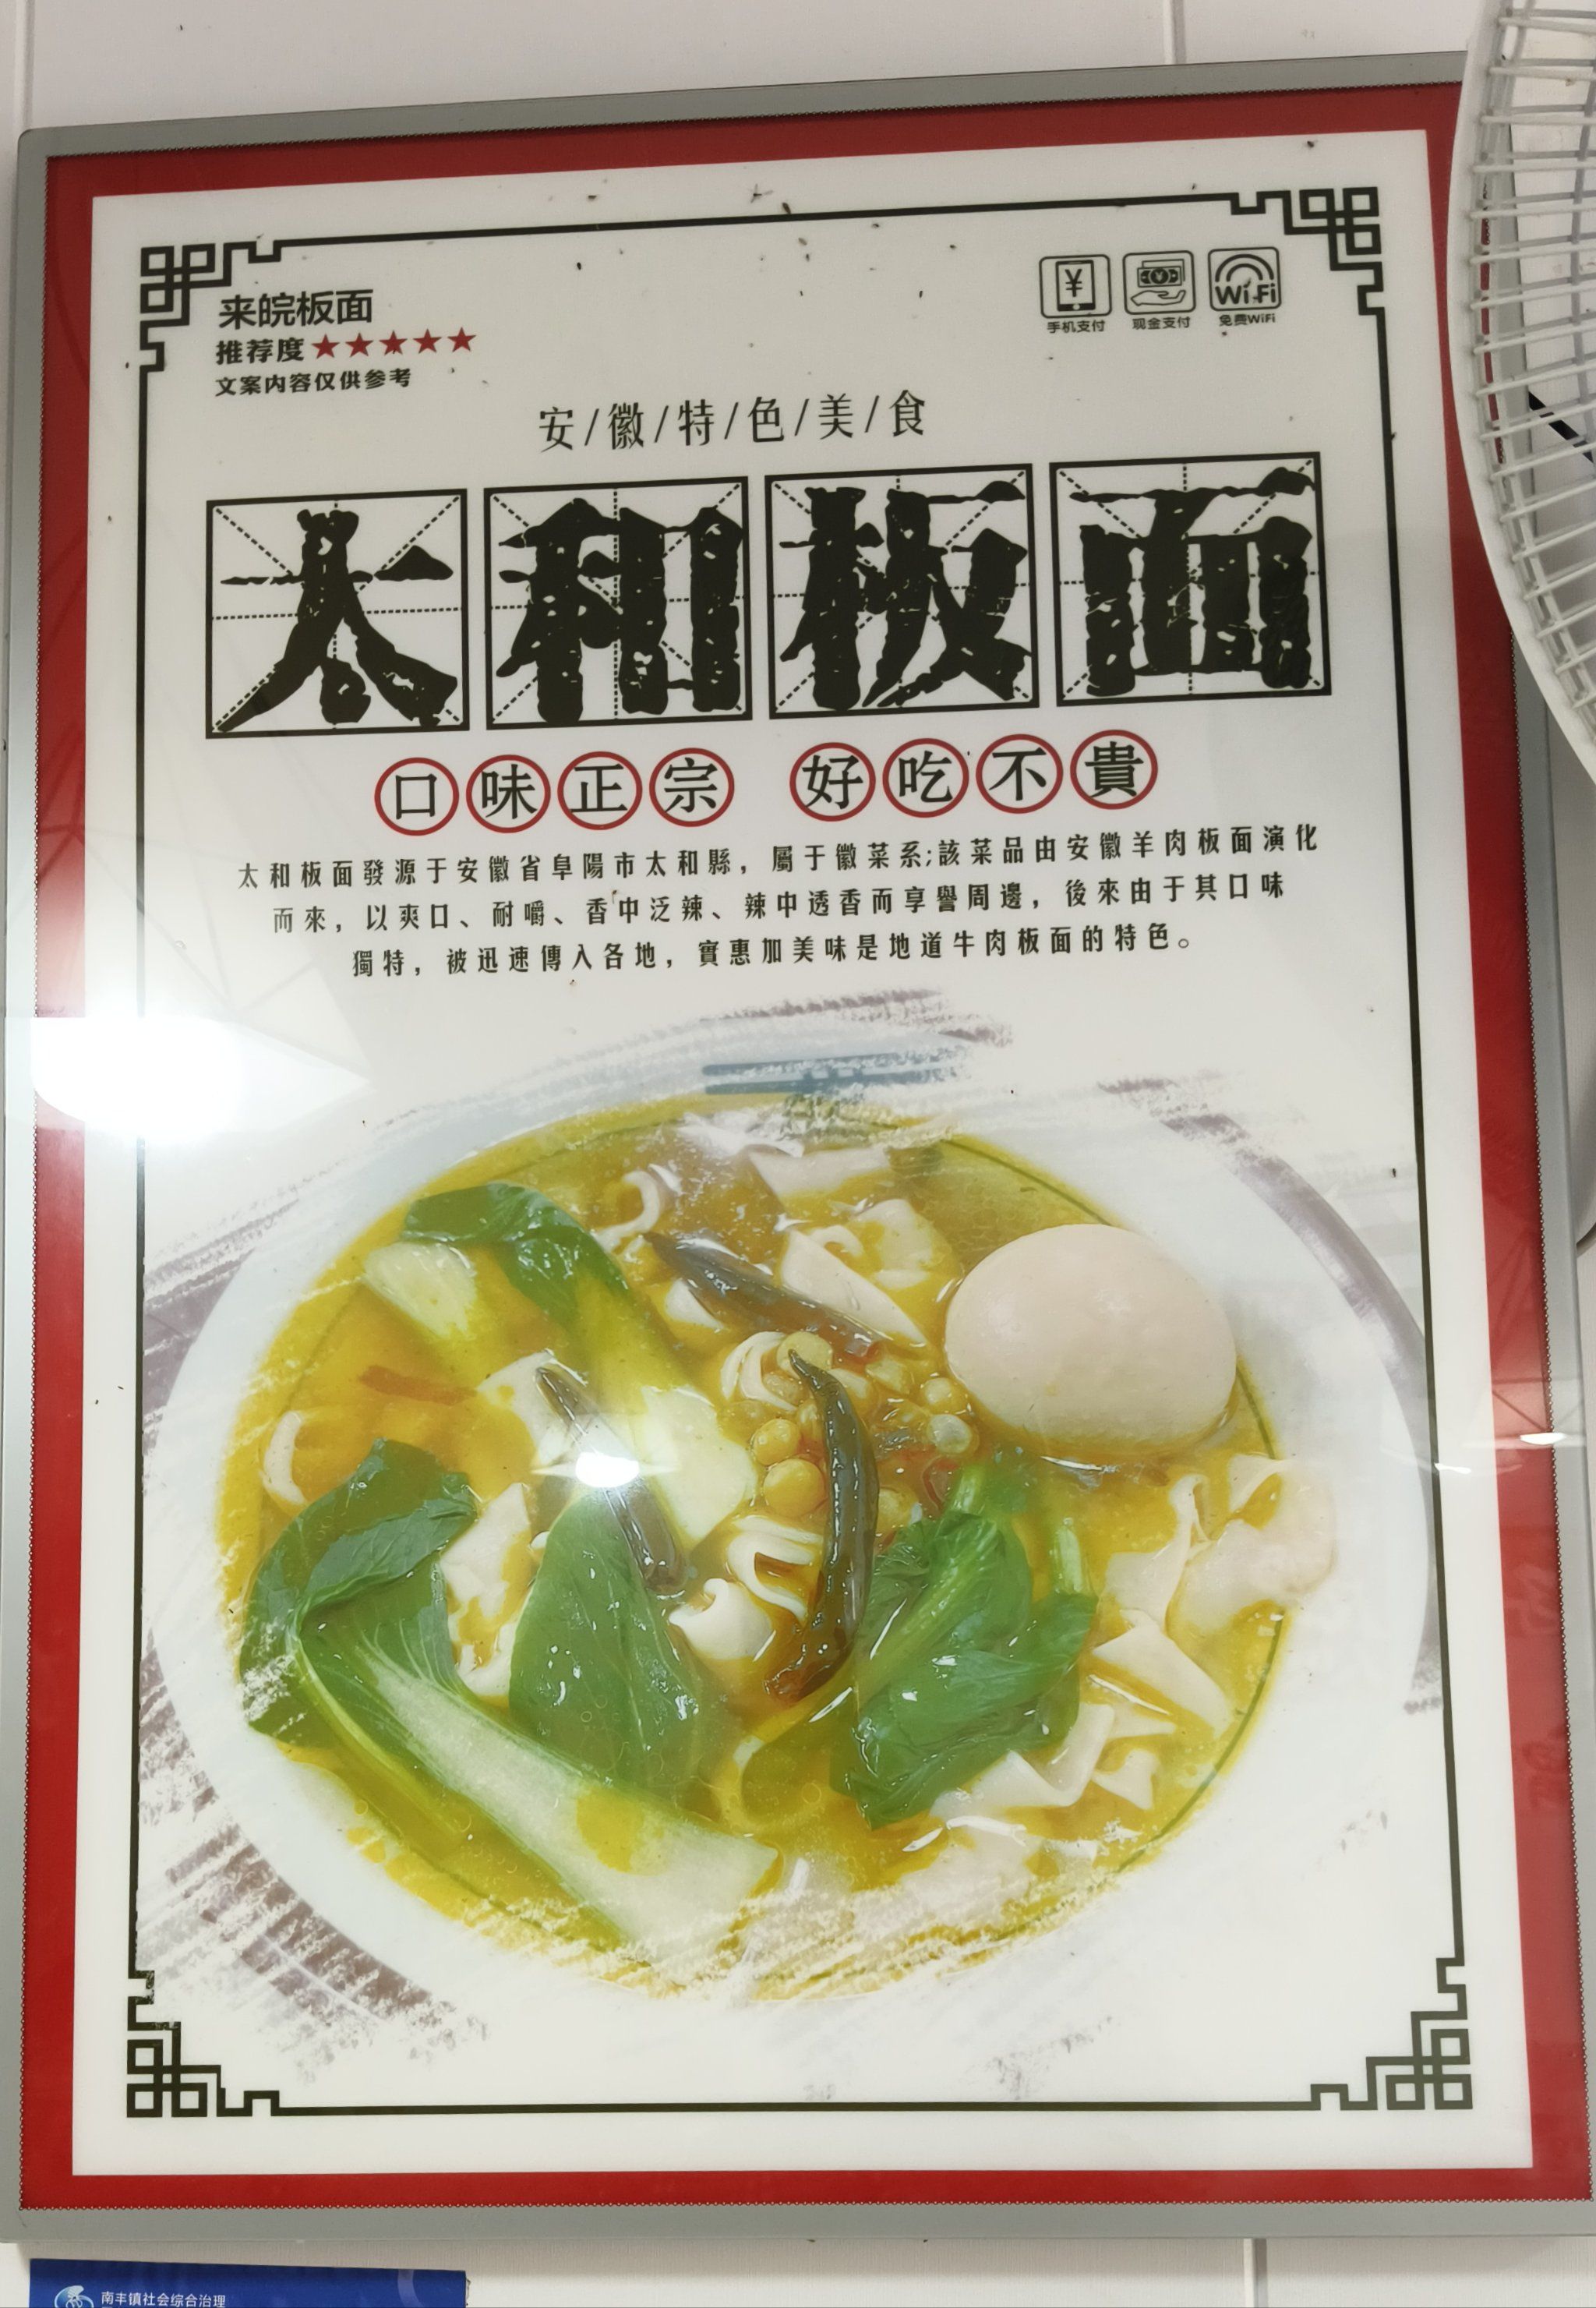 来皖板面
推荐度★★★★★
文案内容仅供参考
手机支付 现金支付 免费WiFi
安/徽/特/色/美/食
太和板面
口味正宗 好吃不貴
太和板面發源于安徽省阜陽市太和縣，屬于徽菜系;該菜品由安徽羊肉板面演化
而來，以爽口、耐嚼、香中泛辣、辣中透香而享譽周邊，後來由于其口味
獨特，被迅速傳入各地，實惠加美味是地道牛肉板面的特色。
南丰镇社会综合治理